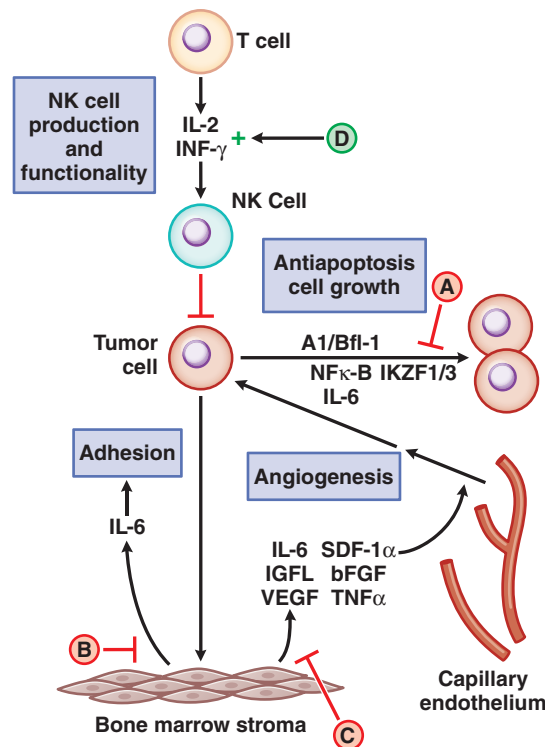 T cell
NK cell
production
and
functionality
IL-2
INF-γ
+
D
NK Cell
Antiapoptosis
cell growth
A
Tumor
cell
A1/Bfl-1
NFκ-B IKZF1/3
IL-6
Adhesion
Angiogenesis
IL-6
IL-6 SDF-1α
IGFL bFGF
VEGF TNFα
B
C
Bone marrow stroma
Capillary
endothelium